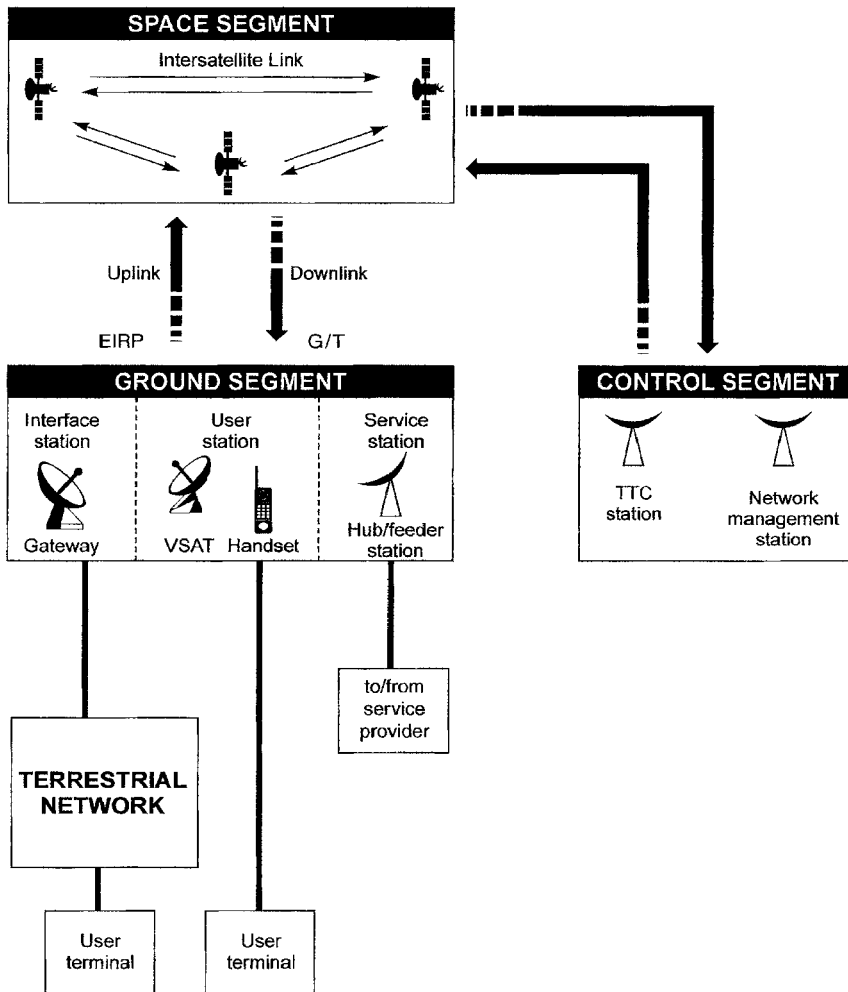 SPACE SEGMENT
Intersatellite Link
Uplink
Downlink
EIRP
G/T
GROUND SEGMENT
Interface
station
Gateway
User
station
VSAT
Handset
Service
station
Hub/feeder
station
CONTROL SEGMENT
TTC
station
Network
management
station
to/from
service
provider
TERRESTRIAL
NETWORK
User
terminal
User
terminal